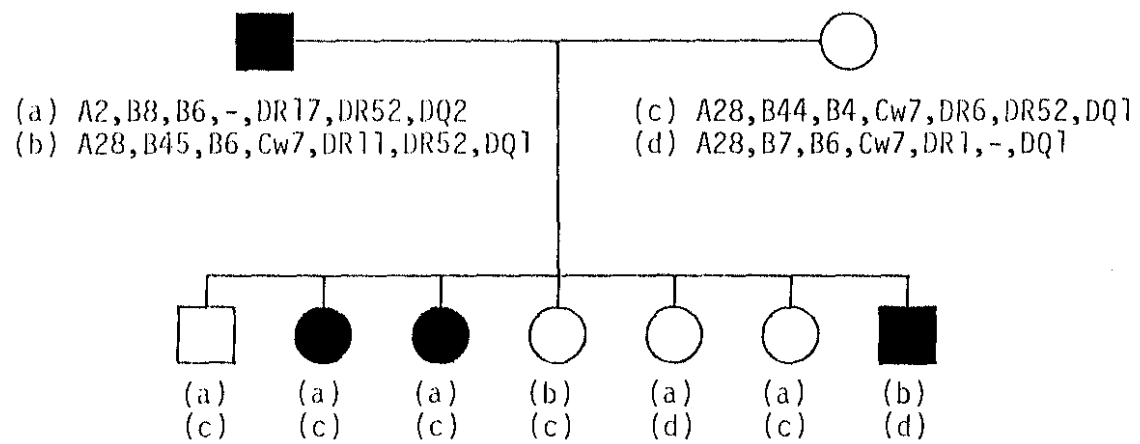 (a) A2,B8,B6,-,DR17,DR52,DQ2
(b) A28,B45,B6,Cw7,DR11,DR52,DQ1
(c) A28,B44,B4,Cw7,DR6,DR52,DQ1
(d) A28,B7,B6,Cw7,DR1,-,DQ1
(a) (a) (a) (b) (a) (a) (b)
(c) (c) (c) (c) (d) (c) (d)